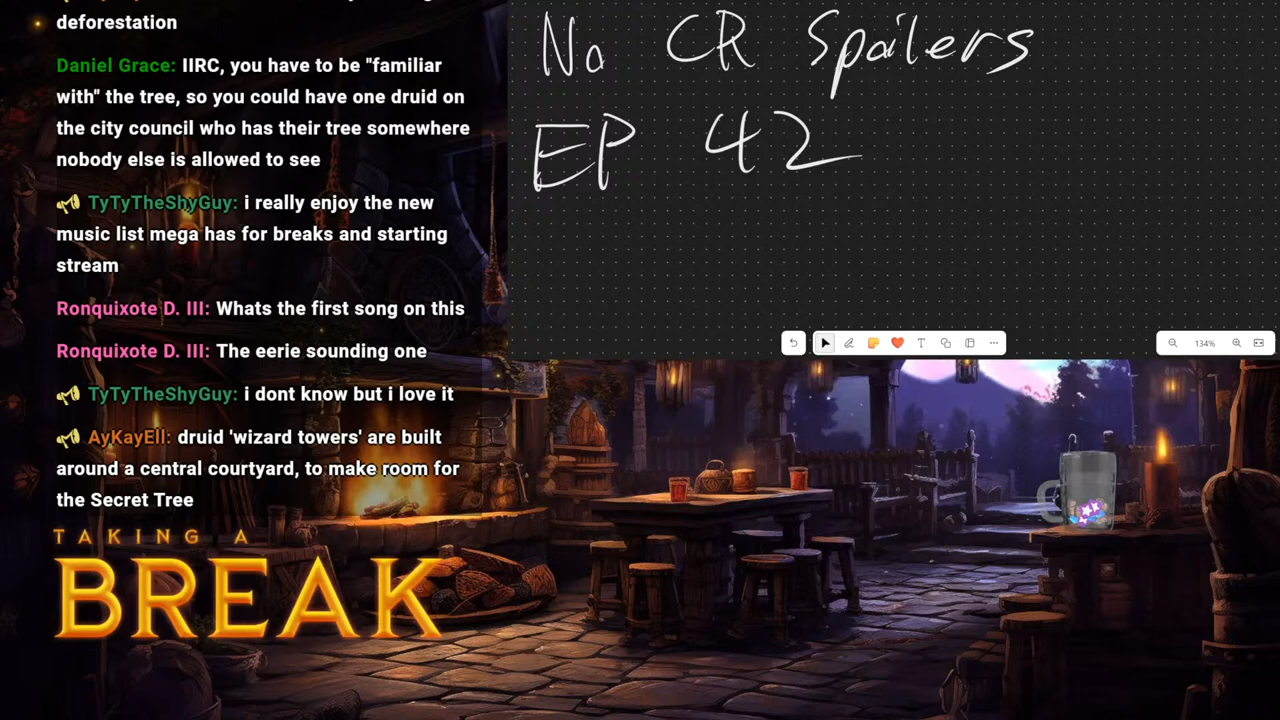 deforestation
Daniel Grace: IIRC, you have to be "familiar
with" the tree, so you could have one druid on
the city council who has their tree somewhere
nobody else is allowed to see
TyTyTheShyGuy: i really enjoy the new
music list mega has for breaks and starting
stream
Ronquixote D. III: Whats the first song on this
Ronquixote D. III: The eerie sounding one
TyTyTheShyGuy: i dont know but i love it
AyKayEll: druid 'wizard towers' are built
around a central courtyard, to make room for
the Secret Tree
TAKING A
BREAK
No CR Spoilers
EP 42
T
134%